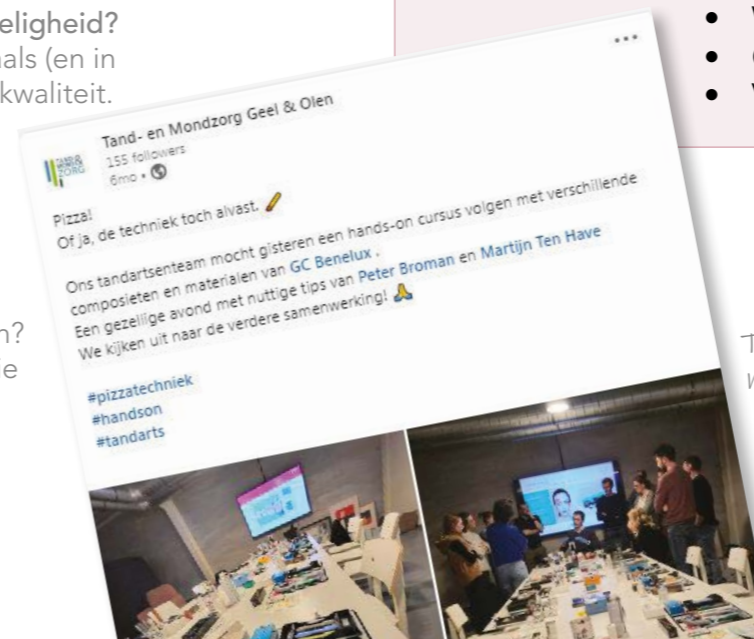 eligheid?
als (en in
kwaliteit.
Tand- en Mondzorg Geel & Olen
155 followers
6mo •
Pizza!
Of ja, de techniek toch alvast.
Ons tandartsenteam mocht gisteren een hands-on cursus volgen met verschillende
composieten en materialen van GC Benelux .
Een gezellige avond met nuttige tips van Peter Broman en Martijn Ten Have
We kijken uit naar de verdere samenwerking!
#pizzatechniek
#handson
#tandarts